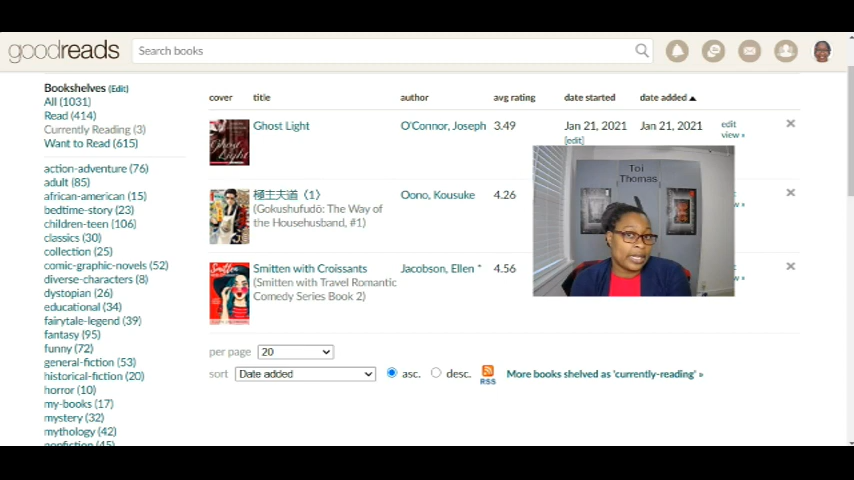 goodreads
Search books
Bookshelves (Edit)
All (1031)
Read (414)
Currently Reading (3)
Want to Read (615)
action-adventure (76)
adult (85)
african-american (15)
bedtime-story (23)
children-teen (106)
classics (30)
collection (25)
comic-graphic-novels (52)
diverse-characters (8)
dystopian (26)
educational (34)
fairytale-legend (39)
fantasy (95)
funny (72)
general-fiction (53)
historical-fiction (20)
horror (10)
my-books (17)
mystery (32)
mythology (42)
nonfiction (45)
cover title author avg rating date started date added
Ghost Light O'Connor, Joseph 3.49 Jan 21, 2021 Jan 21, 2021 edit
[edit] view »
Ghost Light
極主夫道〈1〉 Oono, Kousuke 4.26
(Gokushufudō: The Way of
the Househusband, #1)
Smitten with Croissants Jacobson, Ellen * 4.56
(Smitten with Travel Romantic
Comedy Series Book 2)
Smitten
Toi
Thomas
per page 20
sort Date added asc. desc. RSS More books shelved as 'currently-reading' »